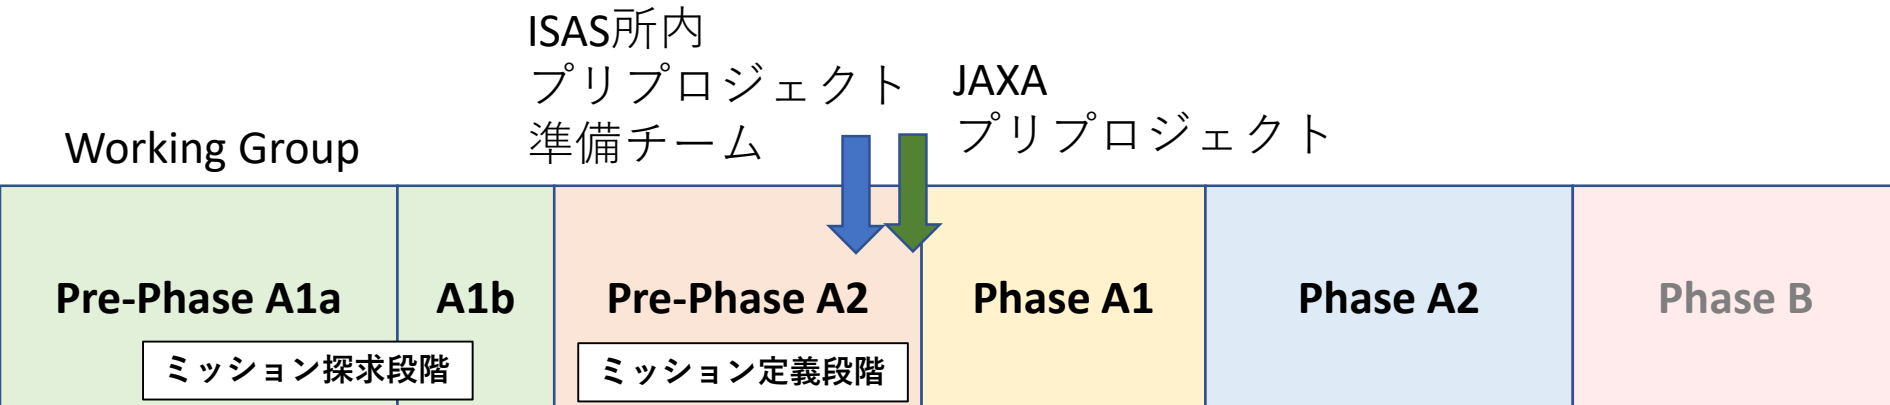 ISAS所内
プリプロジェクト
準備チーム
JAXA
プリプロジェクト
Working Group
Pre-Phase A1a
A1b
Pre-Phase A2
Phase A1
Phase A2
Phase B
ミッション探求段階
ミッション定義段階